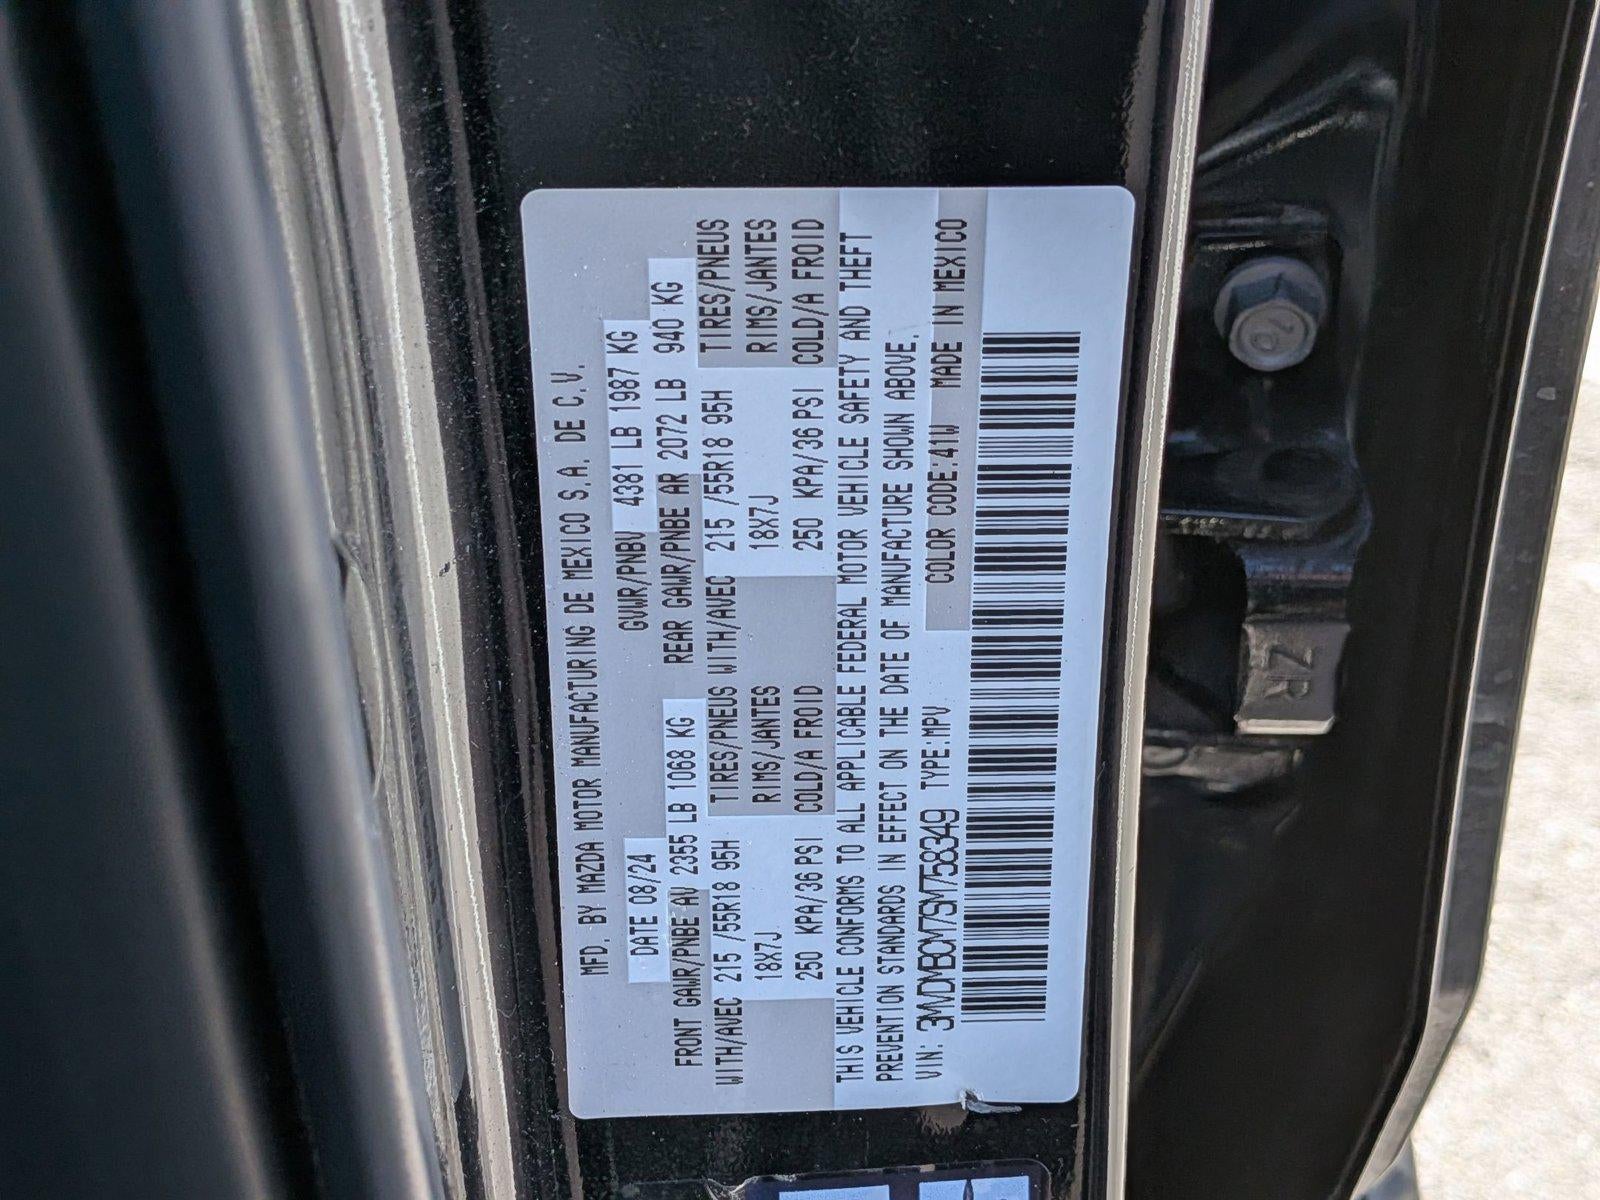 MFD. BY MAZDA MOTOR MANUFACTURING DE MEXICO S.A. DE C.V.
DATE 08/24 GVWR/PNBV 4381 LB 1987 KG
FRONT GAWR/PNBE AV 2355 LB 1068 KG REAR GAWR/PNBE AR 2072 LB 940 KG
WITH/AVEC 215 /55R18 95H TIRES/PNEUS WITH/AVEC 215 /55R18 95H TIRES/PNEUS
18X7J RIMS/JANTES 18X7J RIMS/JANTES
250 KPA/36 PSI COLD/A FROID 250 KPA/36 PSI COLD/A FROID
THIS VEHICLE CONFORMS TO ALL APPLICABLE FEDERAL MOTOR VEHICLE SAFETY AND THEFT
PREVENTION STANDARDS IN EFFECT ON THE DATE OF MANUFACTURE SHOWN ABOVE.
VIN: 3MVDMBCM7SM758349 TYPE:MPV COLOR CODE:41W MADE IN MEXICO
ZR